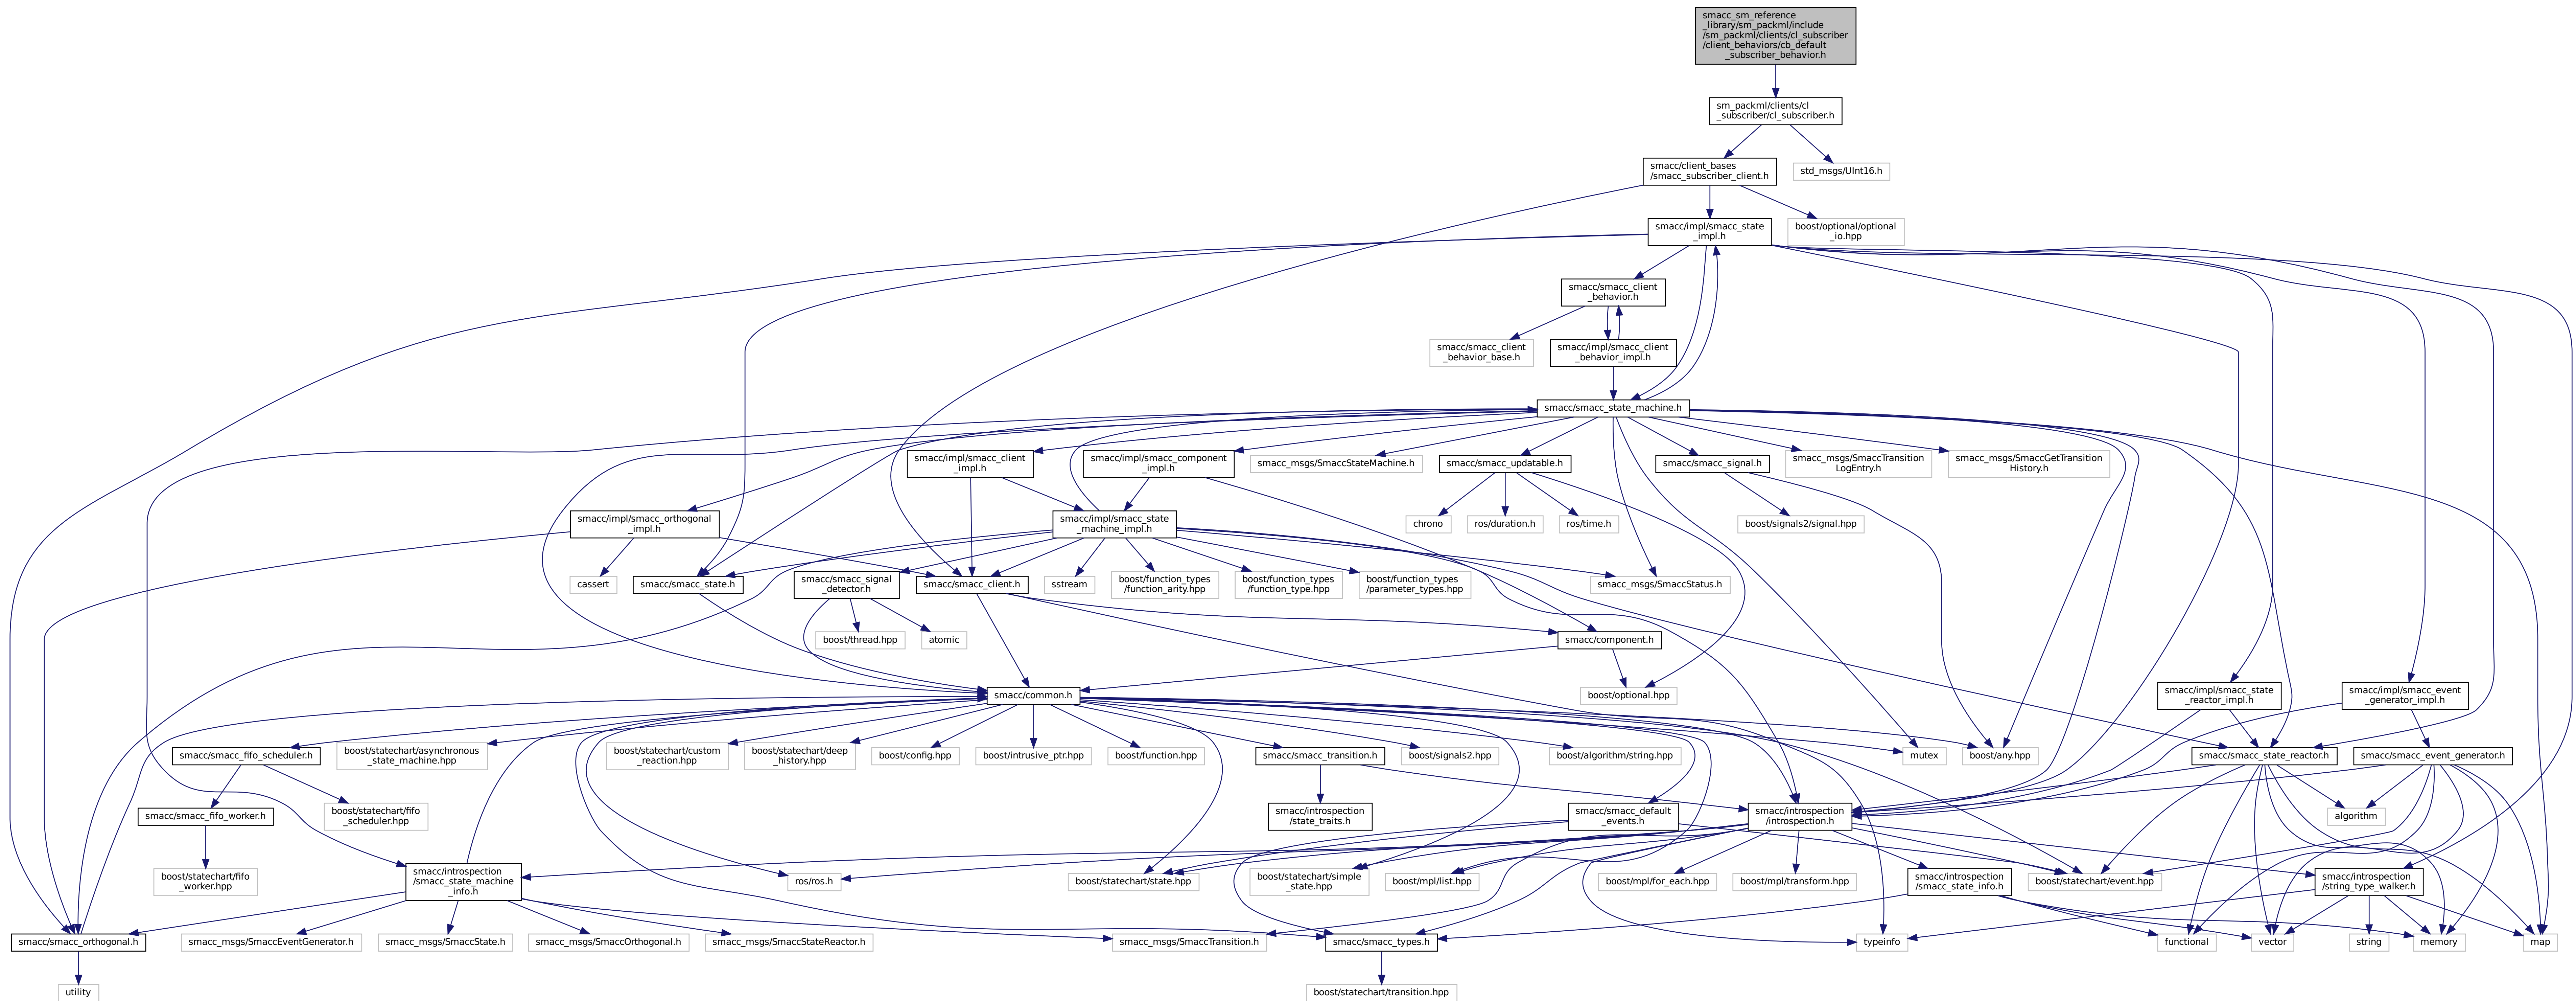 smacc_sm_reference
_library/sm_packml/include
/sm_packml/clients/cl_subscriber
/client_behaviors/cb_default
_subscriber_behavior.h
sm_packml/clients/cl
_subscriber/cl_subscriber.h
smacc/client_bases
/smacc_subscriber_client.h
std_msgs/UInt16.h
smacc/impl/smacc_state
_impl.h
boost/optional/optional
_io.hpp
smacc/smacc_client
_behavior.h
smacc/smacc_client
_behavior_base.h
smacc/impl/smacc_client
_behavior_impl.h
smacc/smacc_state_machine.h
smacc/impl/smacc_client
_impl.h
smacc/impl/smacc_component
_impl.h
smacc_msgs/SmaccStateMachine.h
smacc/smacc_updatable.h
smacc/smacc_signal.h
smacc_msgs/SmaccTransition
LogEntry.h
smacc_msgs/SmaccGetTransition
History.h
smacc/impl/smacc_orthogonal
_impl.h
smacc/impl/smacc_state
_machine_impl.h
chrono
ros/duration.h
ros/time.h
boost/signals2/signal.hpp
cassert
smacc/smacc_state.h
smacc/smacc_signal
_detector.h
smacc/smacc_client.h
sstream
boost/function_types
/function_arity.hpp
boost/function_types
/function_type.hpp
boost/function_types
/parameter_types.hpp
smacc_msgs/SmaccStatus.h
boost/thread.hpp
atomic
smacc/component.h
smacc/common.h
boost/optional.hpp
smacc/impl/smacc_state
_reactor_impl.h
smacc/impl/smacc_event
_generator_impl.h
smacc/smacc_fifo_scheduler.h
boost/statechart/asynchronous
_state_machine.hpp
boost/statechart/custom
_reaction.hpp
boost/statechart/deep
_history.hpp
boost/config.hpp
boost/intrusive_ptr.hpp
boost/function.hpp
smacc/smacc_transition.h
boost/signals2.hpp
boost/algorithm/string.hpp
mutex
boost/any.hpp
smacc/smacc_state_reactor.h
smacc/smacc_event_generator.h
smacc/smacc_fifo_worker.h
boost/statechart/fifo
_scheduler.hpp
smacc/introspection
/state_traits.h
smacc/smacc_default
_events.h
smacc/introspection
/introspection.h
algorithm
boost/statechart/fifo
_worker.hpp
smacc/introspection
/smacc_state_machine
_info.h
ros/ros.h
boost/statechart/state.hpp
boost/statechart/simple
_state.hpp
boost/mpl/list.hpp
boost/mpl/for_each.hpp
boost/mpl/transform.hpp
smacc/introspection
/smacc_state_info.h
boost/statechart/event.hpp
smacc/introspection
/string_type_walker.h
smacc/smacc_orthogonal.h
smacc_msgs/SmaccEventGenerator.h
smacc_msgs/SmaccState.h
smacc_msgs/SmaccOrthogonal.h
smacc_msgs/SmaccStateReactor.h
smacc_msgs/SmaccTransition.h
smacc/smacc_types.h
typeinfo
functional
vector
string
memory
map
utility
boost/statechart/transition.hpp